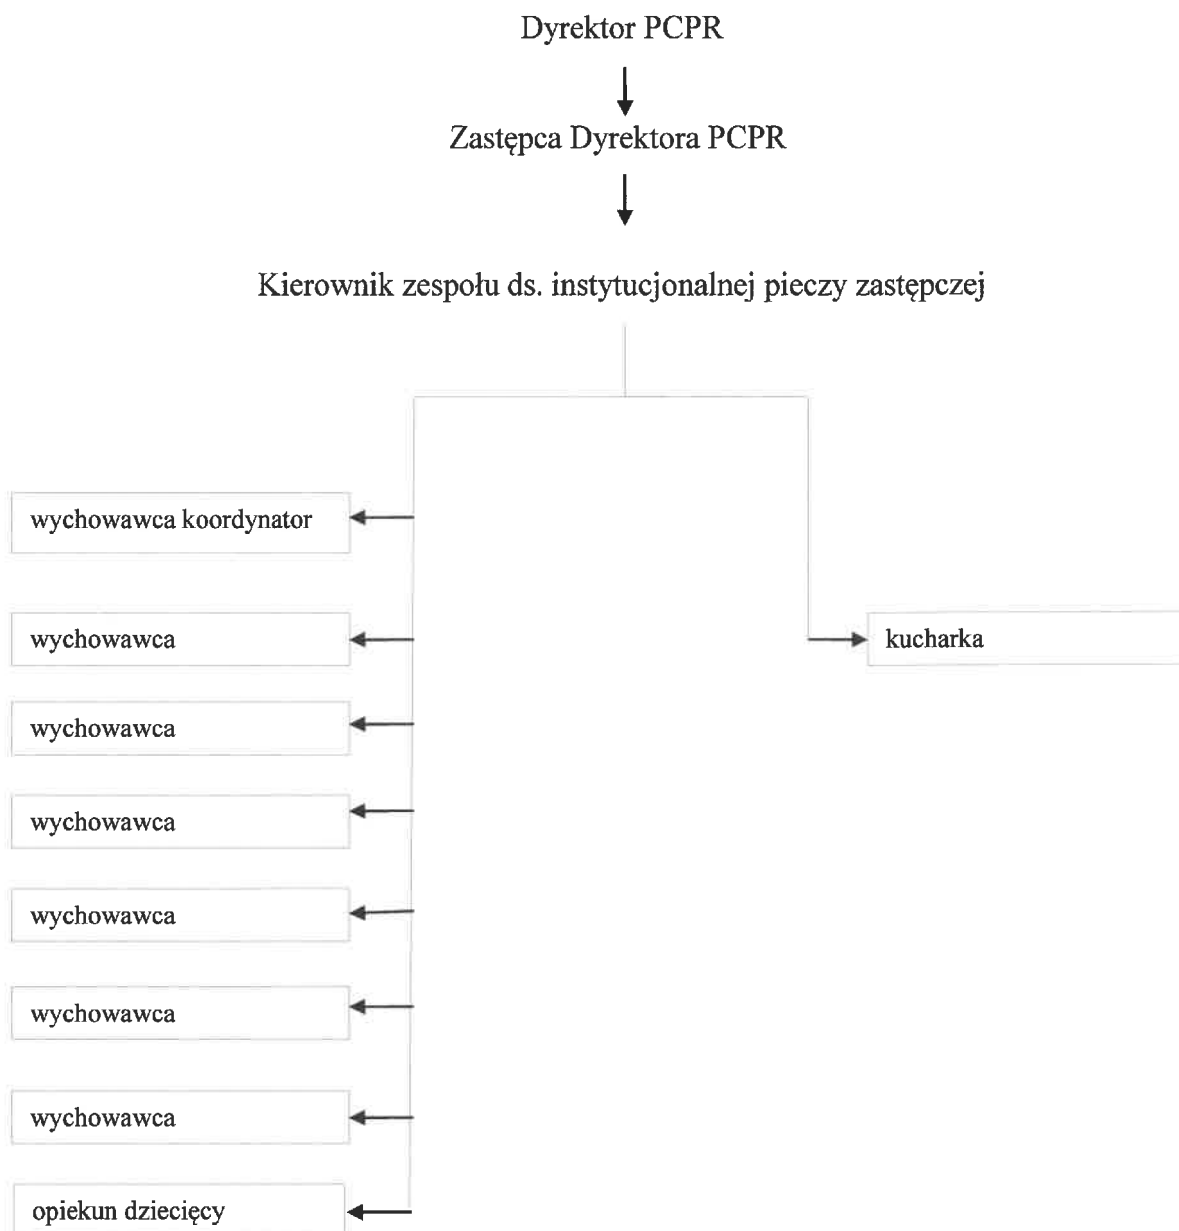 Dyrektor PCPR
Zastępca Dyrektora PCPR
Kierownik zespołu ds. instytucjonalnej pieczy zastępczej
wychowawca koordynator
wychowawca
kucharka
wychowawca
wychowawca
wychowawca
wychowawca
wychowawca
opiekun dziecięcy